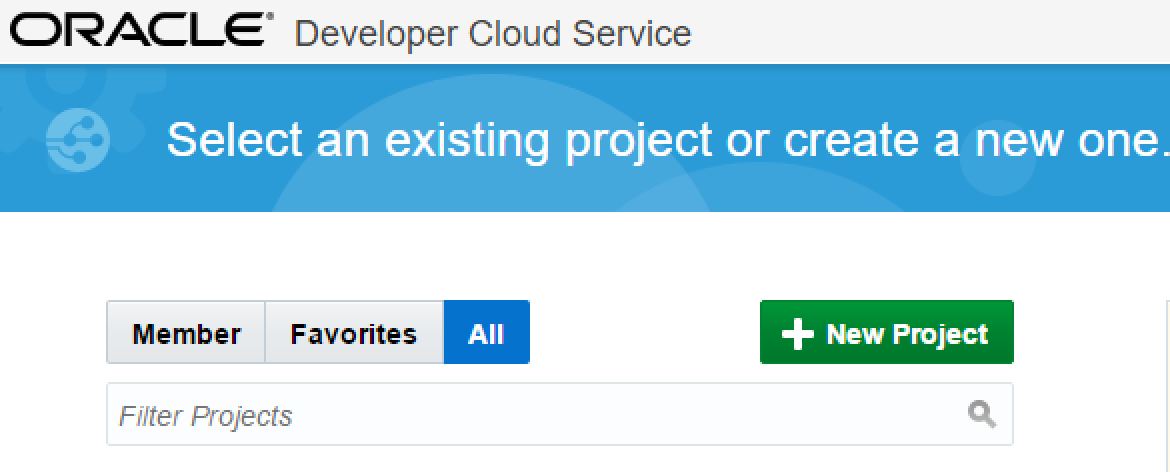 ORACLE® Developer Cloud Service
Select an existing project or create a new one.
Member Favorites All New Project
Filter Projects